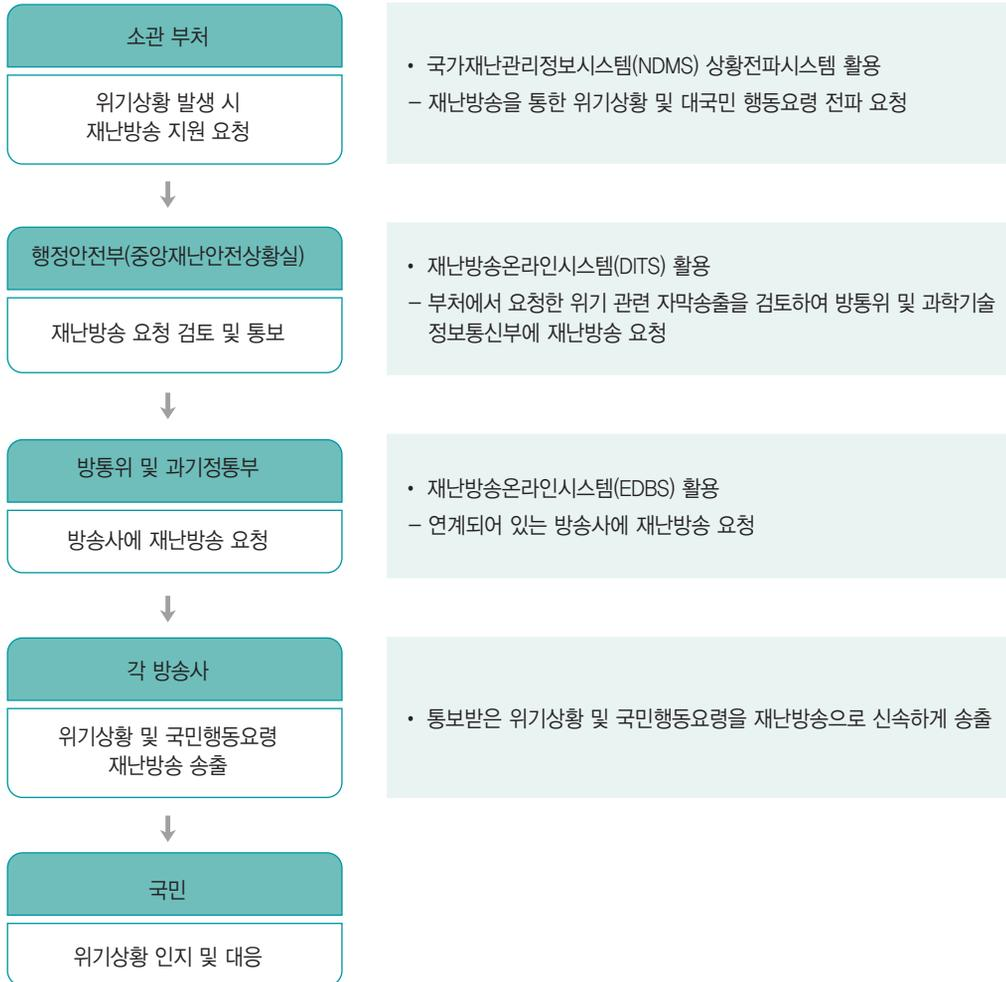 소관 부처
위기상황 발생 시
재난방송 지원 요청
• 국가재난관리정보시스템(NDMS) 상황전파시스템 활용
– 재난방송을 통한 위기상황 및 대국민 행동요령 전파 요청
↓
행정안전부(중앙재난안전상황실)
재난방송 요청 검토 및 통보
• 재난방송온라인시스템(DITS) 활용
– 부처에서 요청한 위기 관련 자막송출을 검토하여 방통위 및 과학기술
정보통신부에 재난방송 요청
↓
방통위 및 과기정통부
방송사에 재난방송 요청
• 재난방송온라인시스템(EDBS) 활용
– 연계되어 있는 방송사에 재난방송 요청
↓
각 방송사
위기상황 및 국민행동요령
재난방송 송출
• 통보받은 위기상황 및 국민행동요령을 재난방송으로 신속하게 송출
↓
국민
위기상황 인지 및 대응